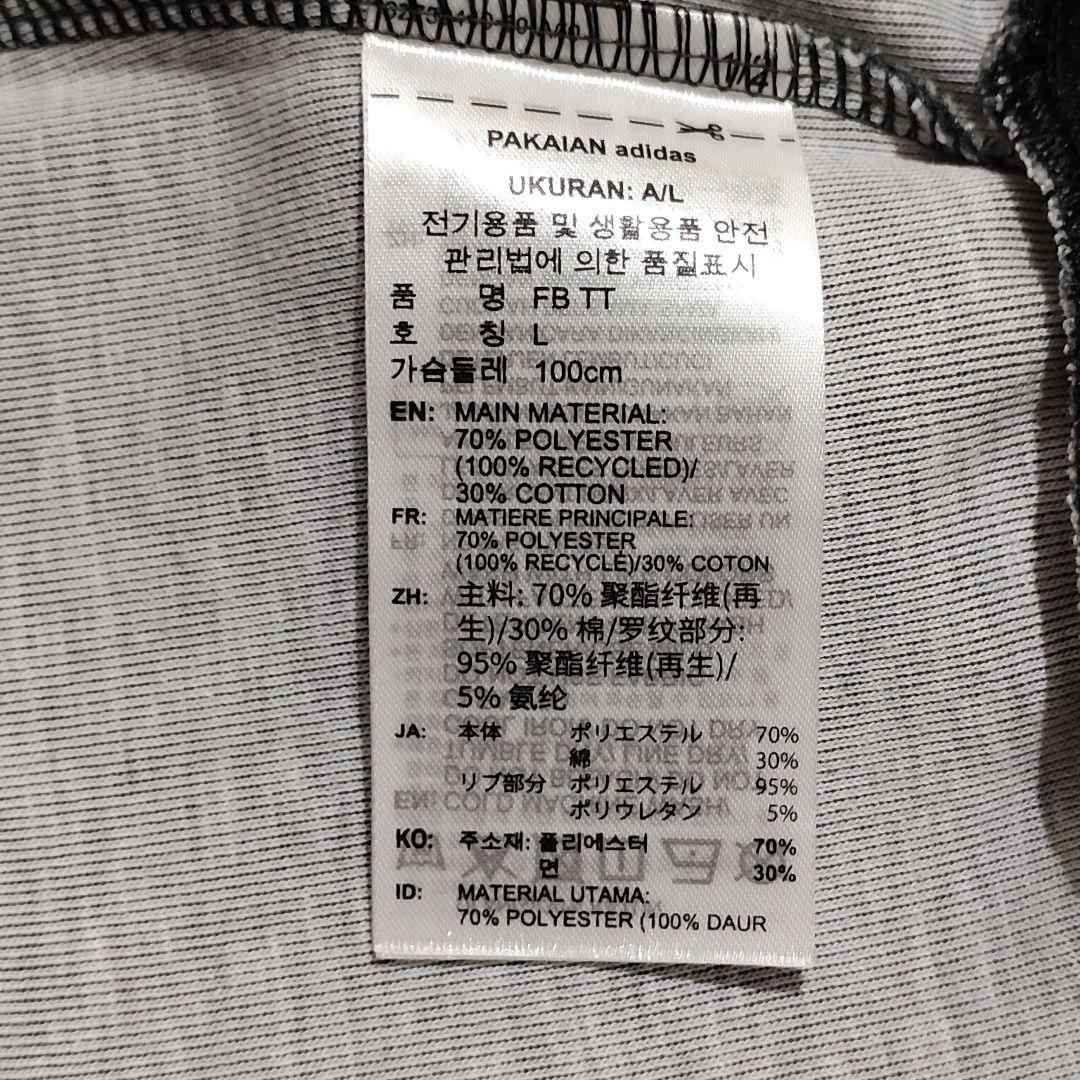 PAKAIAN adidas
UKURAN: A/L
전기용품 및 생활용품 안전
관리법에 의한 품질표시
품 명 FB TT
호 칭 L
가슴둘레 100cm
EN: MAIN MATERIAL:
70% POLYESTER
(100% RECYCLED)/
30% COTTON
FR: MATIERE PRINCIPALE:
70% POLYESTER
(100% RECYCLE)/30% COTON
ZH: 主料: 70% 聚酯纤维(再
生)/30% 棉/罗纹部分:
95% 聚酯纤维(再生)/
5% 氨纶
JA: 本体 ポリエステル 70%
綿 30%
リブ部分 ポリエステル 95%
ポリウレタン 5%
KO: 주소재: 폴리에스터 70%
면 30%
ID: MATERIAL UTAMA:
70% POLYESTER (100% DAUR